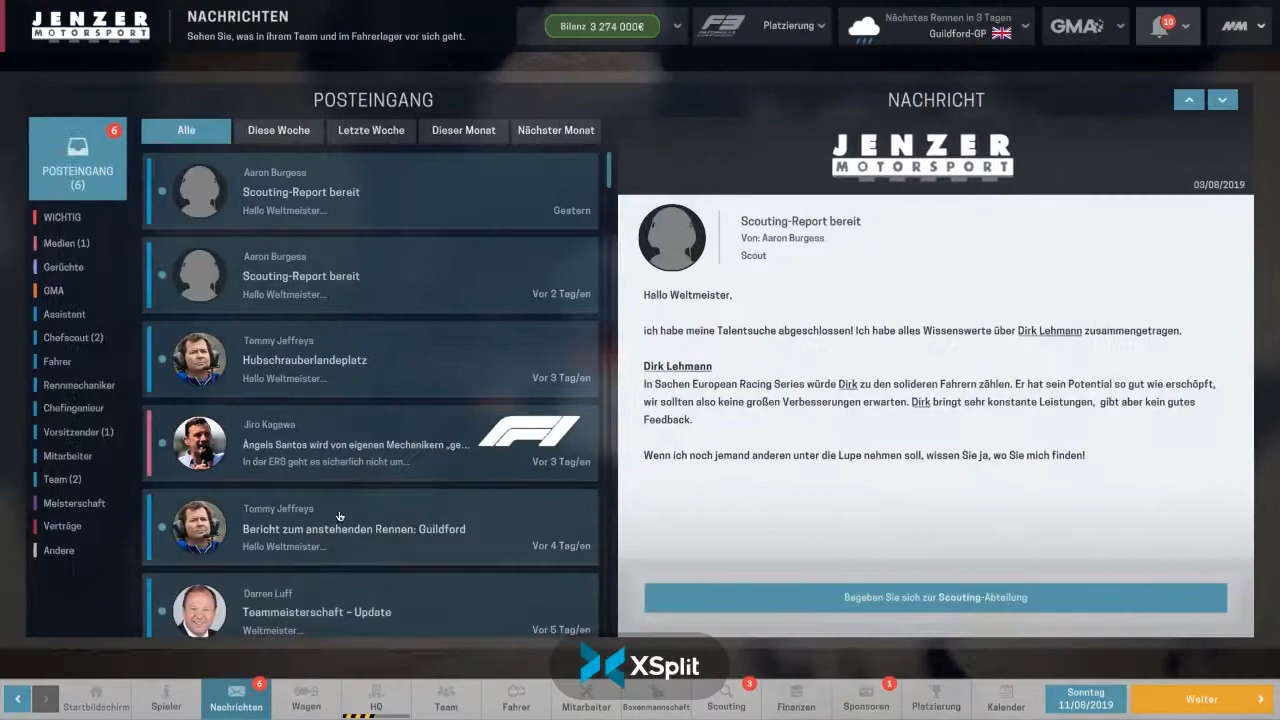 JENZER
MOTORSPORT
NACHRICHTEN
Sehen Sie, was in ihrem Team und im Fahrerlager vor sich geht.
Bilanz 3 274 000€
F3
Platzierung
Nächstes Rennen in 3 Tagen
Guildford-GP
GMA
10
POSTEINGANG
NACHRICHT
6
POSTEINGANG
(6)
WICHTIG
Medien (1)
Gerüchte
GMA
Assistent
Chefscout (2)
Fahrer
Rennmechaniker
Chefingenieur
Vorsitzender (1)
Mitarbeiter
Team (2)
Meisterschaft
Verträge
Andere
Alle
Diese Woche
Letzte Woche
Dieser Monat
Nächster Monat
Aaron Burgess
Scouting-Report bereit
Hallo Weltmeister...
Gestern
Aaron Burgess
Scouting-Report bereit
Hallo Weltmeister...
Vor 2 Tag/en
Tommy Jeffreys
Hubschrauberlandeplatz
Hallo Weltmeister...
Vor 3 Tag/en
Jiro Kagawa
Àngels Santos wird von eigenen Mechanikern „ge...
In der ERS geht es sicherlich nicht um...
Vor 3 Tag/en
F1
Tommy Jeffreys
Bericht zum anstehenden Rennen: Guildford
Hallo Weltmeister...
Vor 4 Tag/en
Darren Luff
Teammeisterschaft – Update
Weltmeister...
Vor 5 Tag/en
JENZER
MOTORSPORT
03/08/2019
Scouting-Report bereit
Von: Aaron Burgess
Scout
Hallo Weltmeister,
ich habe meine Talentsuche abgeschlossen! Ich habe alles Wissenswerte über Dirk Lehmann zusammengetragen.
Dirk Lehmann
In Sachen European Racing Series würde Dirk zu den solideren Fahrern zählen. Er hat sein Potential so gut wie erschöpft,
wir sollten also keine großen Verbesserungen erwarten. Dirk bringt sehr konstante Leistungen, gibt aber kein gutes
Feedback.
Wenn ich noch jemand anderen unter die Lupe nehmen soll, wissen Sie ja, wo Sie mich finden!
Begeben Sie sich zur Scouting-Abteilung
XSplit
Startbildschirm
Spieler
6
Nachrichten
Wagen
HQ
Team
Fahrer
Mitarbeiter
Boxenmannschaft
3
Scouting
Finanzen
1
Sponsoren
Platzierung
Kalender
Sonntag
11/08/2019
Weiter